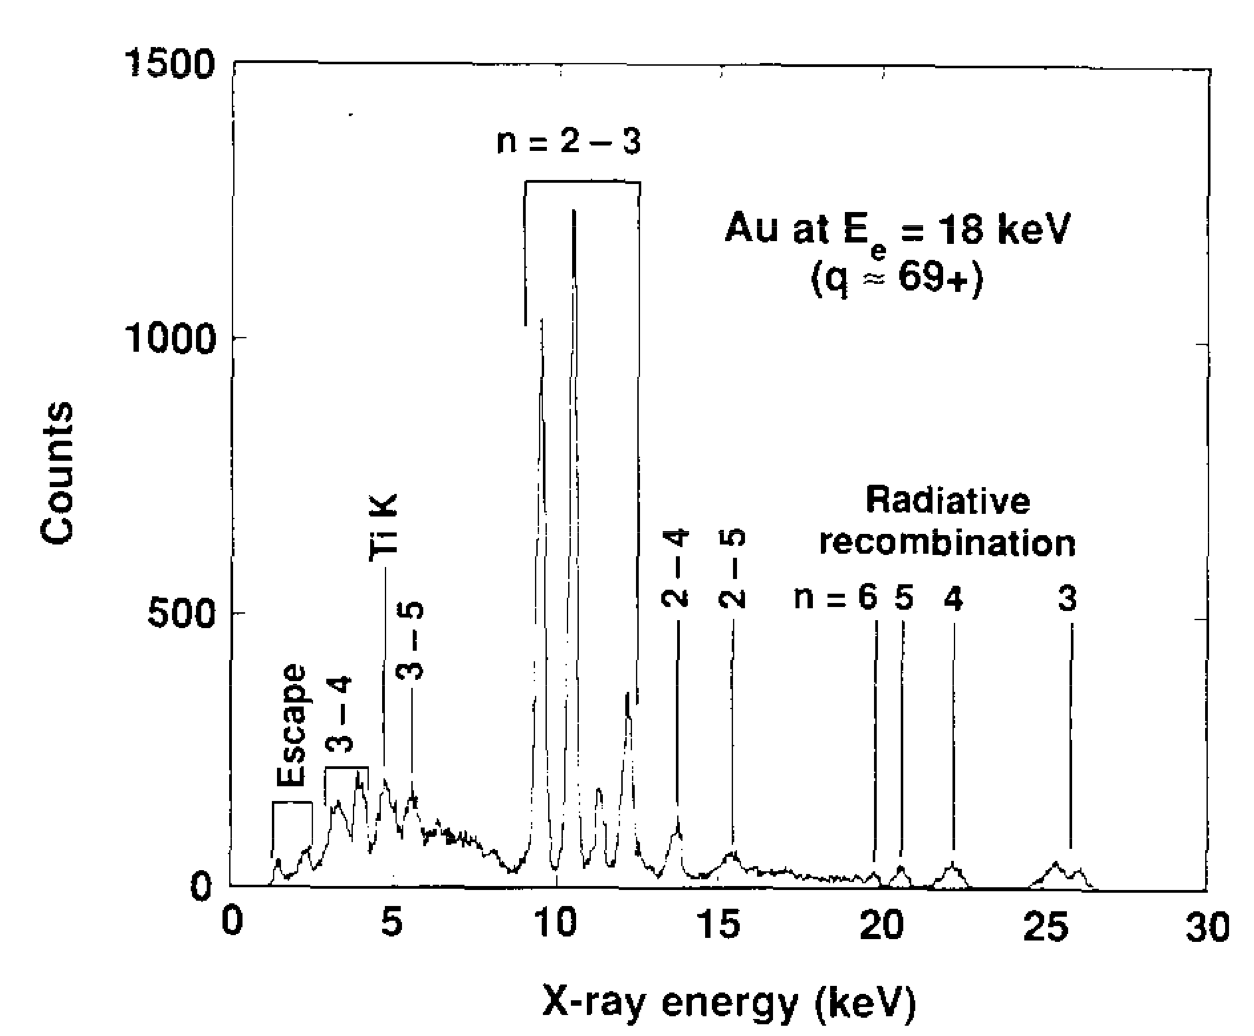 1500
1000
500
0
Counts
n = 2 – 3
Au at Ee = 18 keV
(q ≈ 69+)
Escape
3 – 4
Ti K
3 – 5
2 – 4
2 – 5
Radiative
recombination
n = 6 5 4 3
0 5 10 15 20 25 30
X-ray energy (keV)